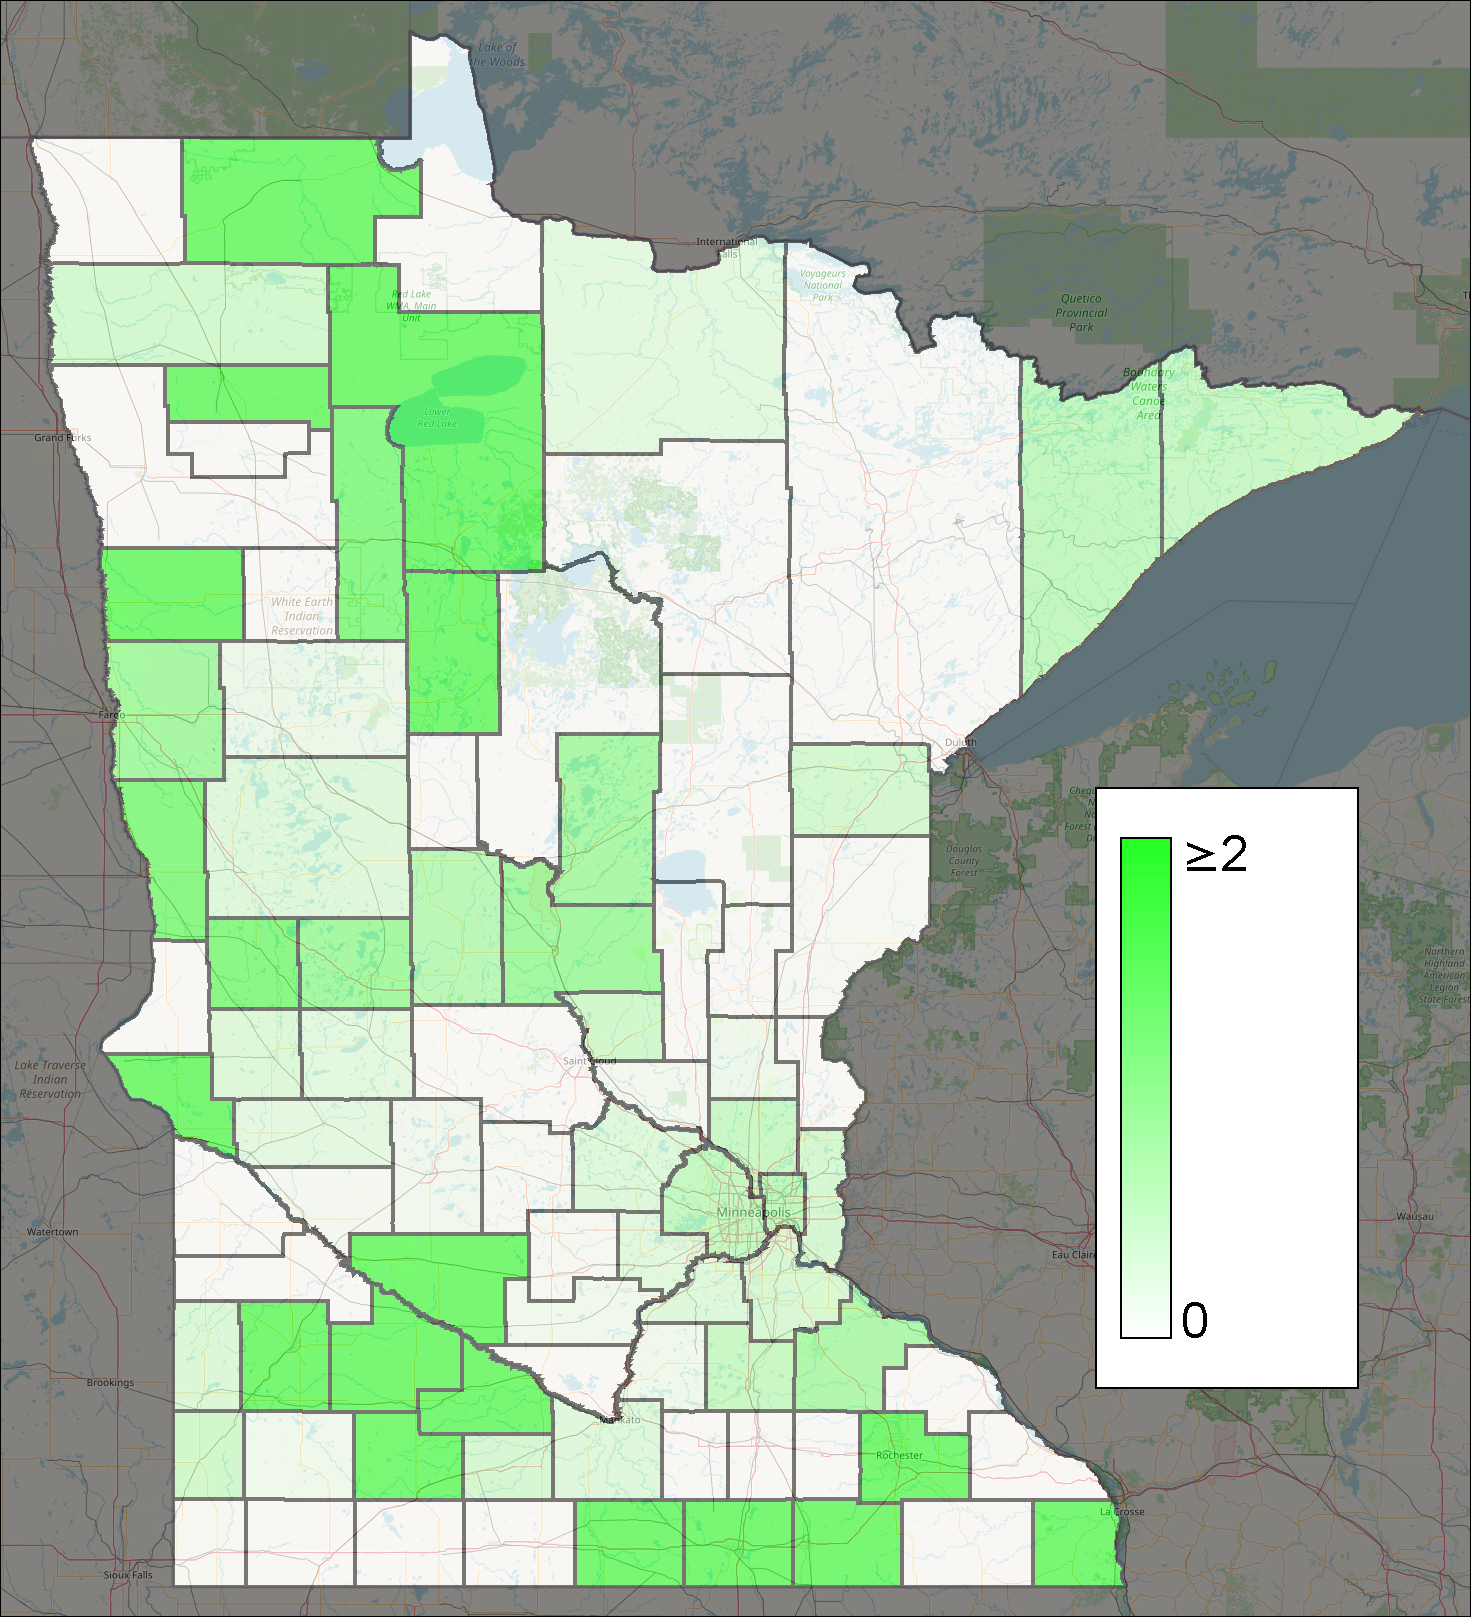 Lake of
the Woods
International
Falls
Voyageurs
National
Park
Quetico
Provincial
Park
Red Lake
WMA, Main
Unit
Boundary
Waters
Canoe
Area
Lower
Red Lake
Grand Forks
White Earth
Indian
Reservation
Fargo
Duluth
Douglas
County
Forest
≥2
Northern
Highland
American
Legion
State Forest
Saint Cloud
Lake Traverse
Indian
Reservation
Minneapolis
Watertown
Wausau
Eau Claire
0
Brookings
Mankato
Rochester
La Crosse
Sioux Falls